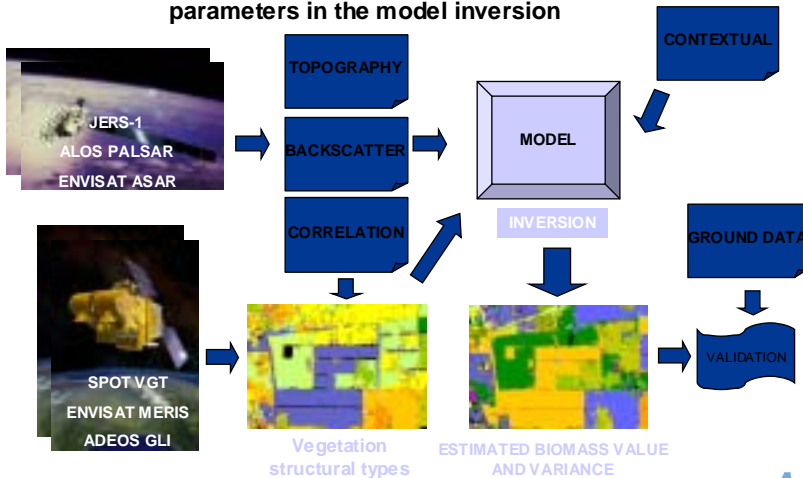 parameters in the model inversion
CONTEXTUAL
TOPOGRAPHY
JERS-1
ALOS PALSAR
ENVISAT ASAR
BACKSCATTER
MODEL
CORRELATION
INVERSION
GROUND DATA
SPOT VGT
ENVISAT MERIS
ADEOS GLI
VALIDATION
Vegetation
structural types
ESTIMATED BIOMASS VALUE
AND VARIANCE